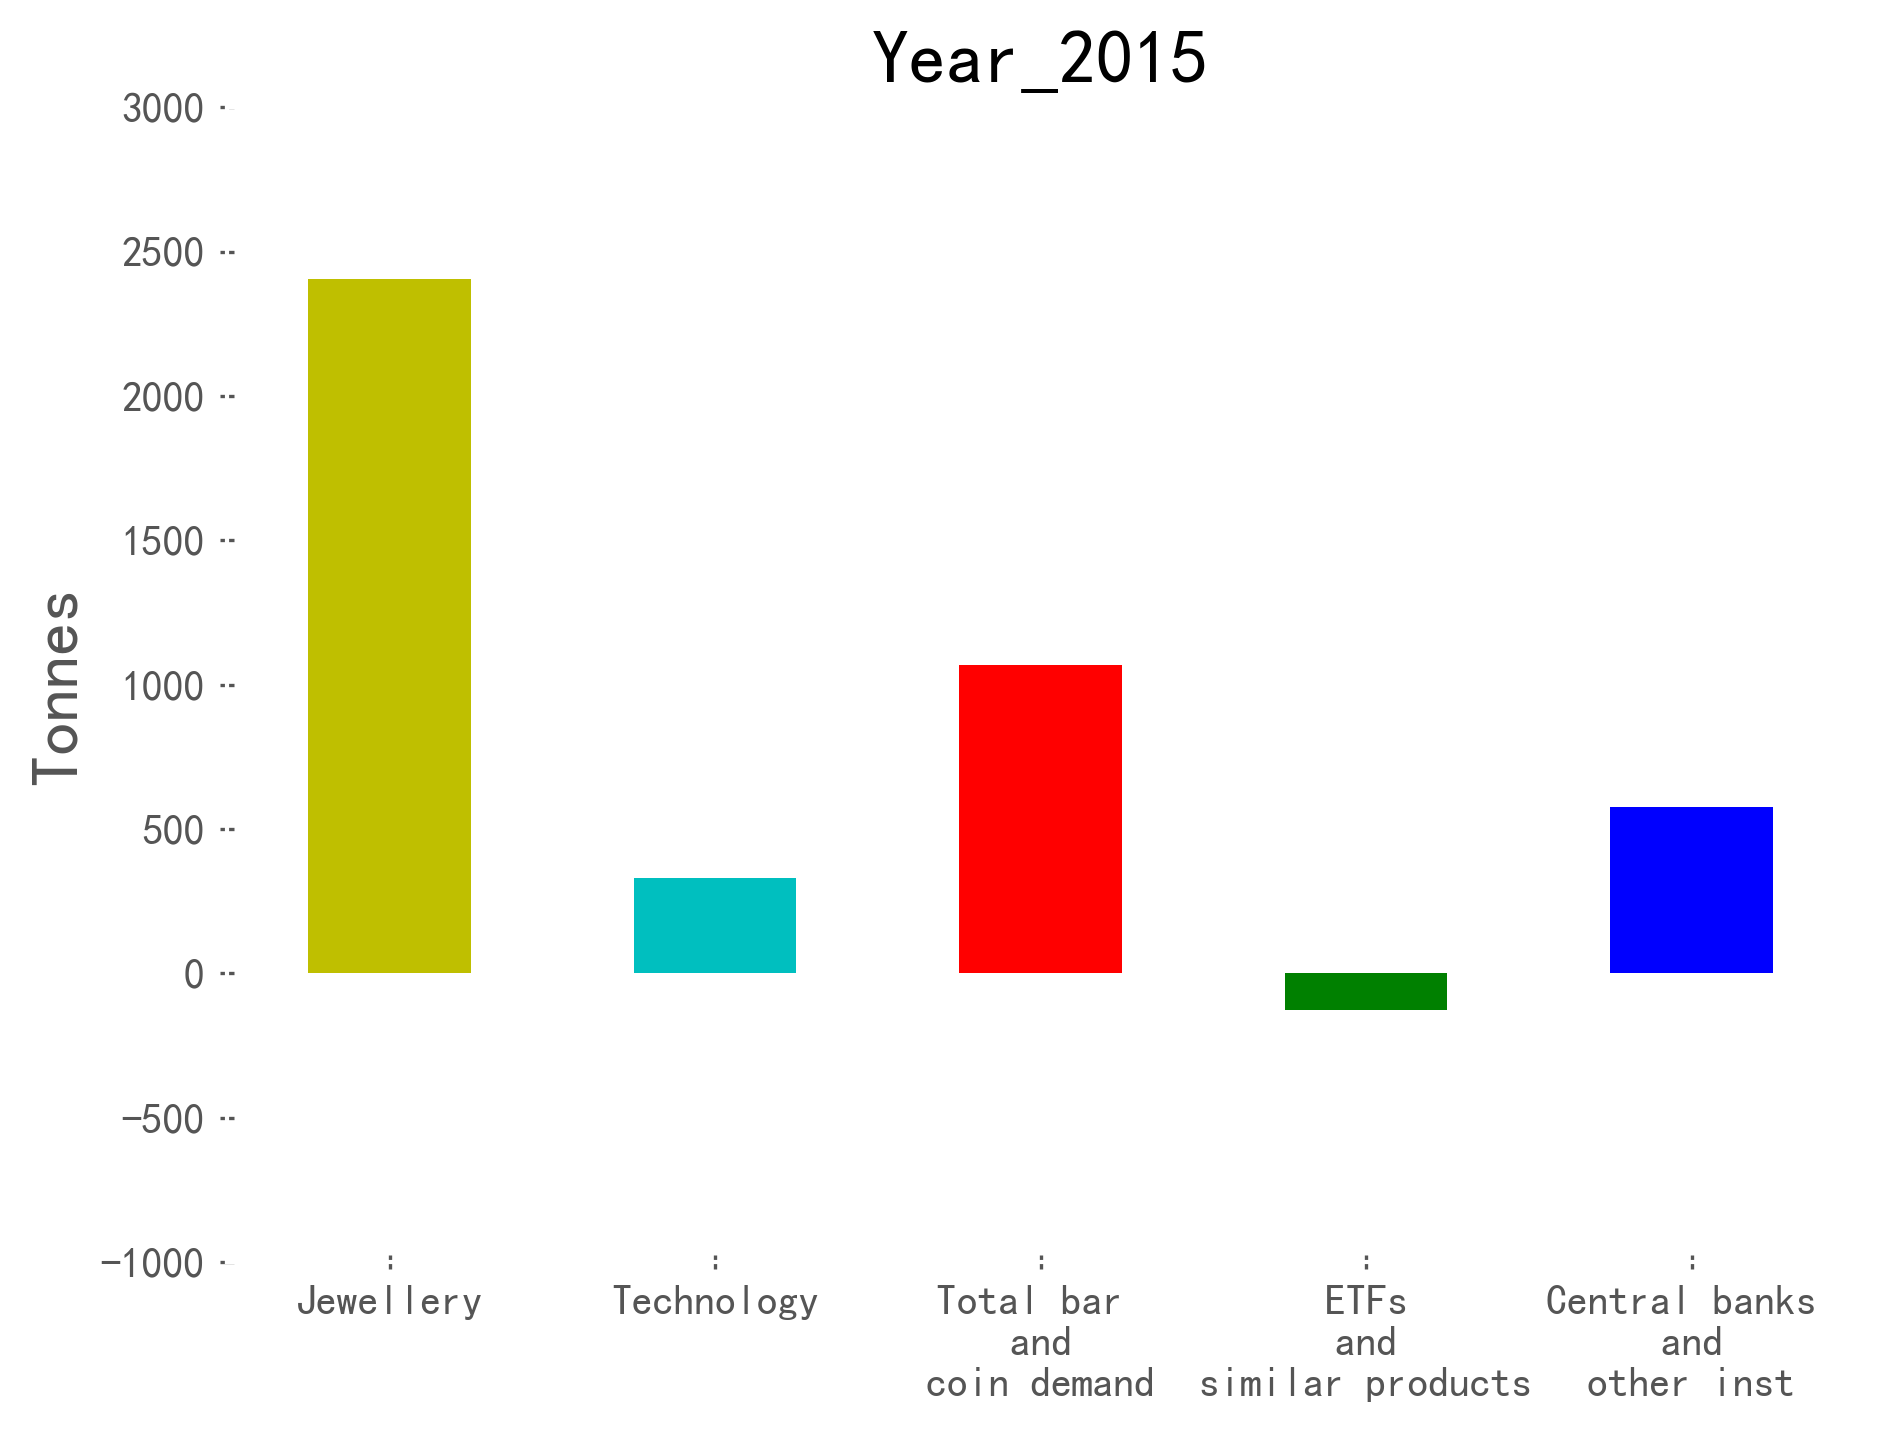 Year_2015
3000
2500
2000
1500
1000
500
0
−500
−1000
Tonnes
Jewellery
Technology
Total bar
and
coin demand
ETFs
and
similar products
Central banks
and
other inst